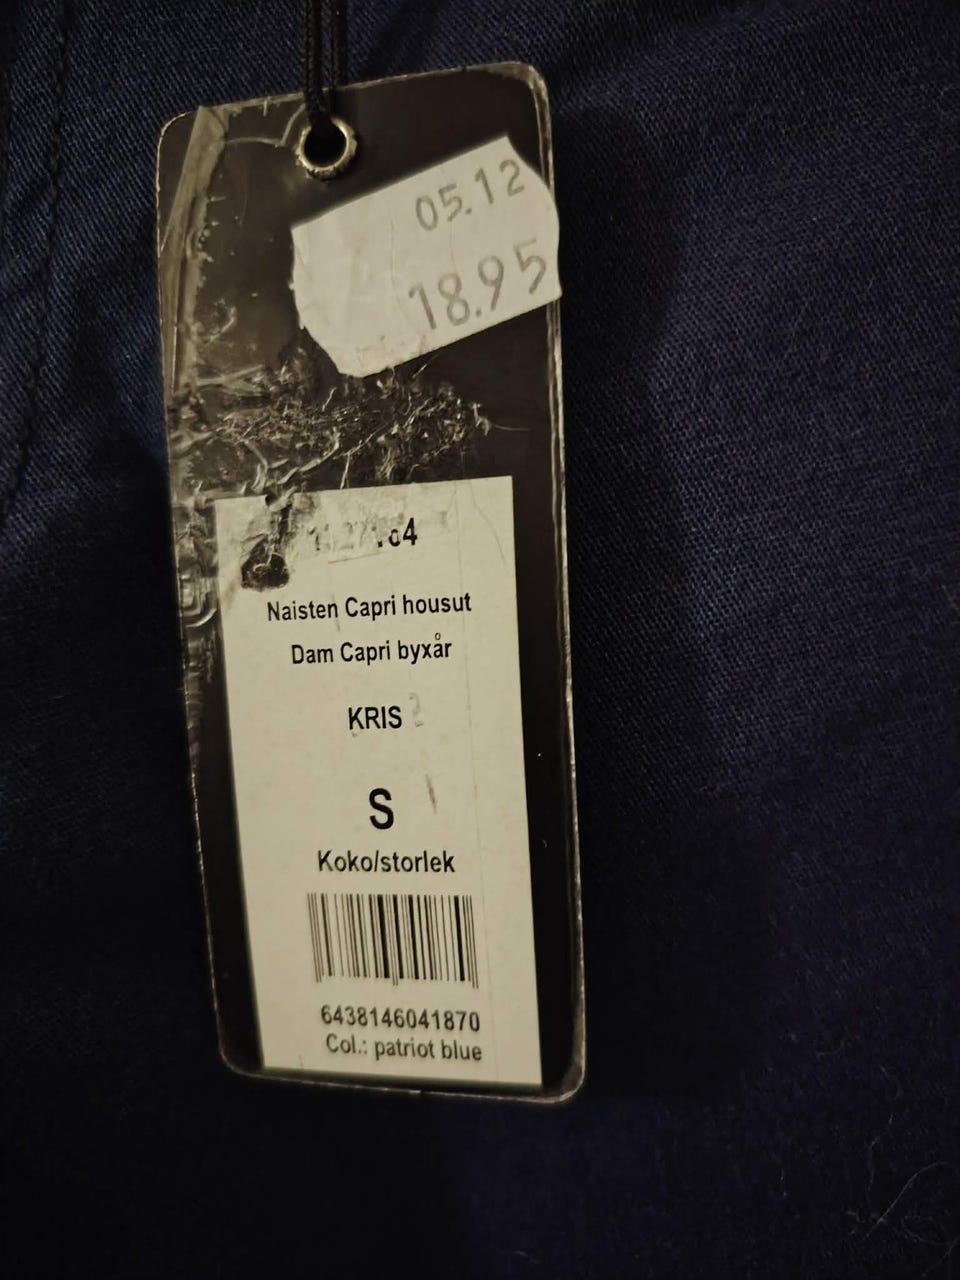 05.12
18.95
Naisten Capri housut
Dam Capri byxår
KRIS
S
Koko/storlek
6438146041870
Col.: patriot blue